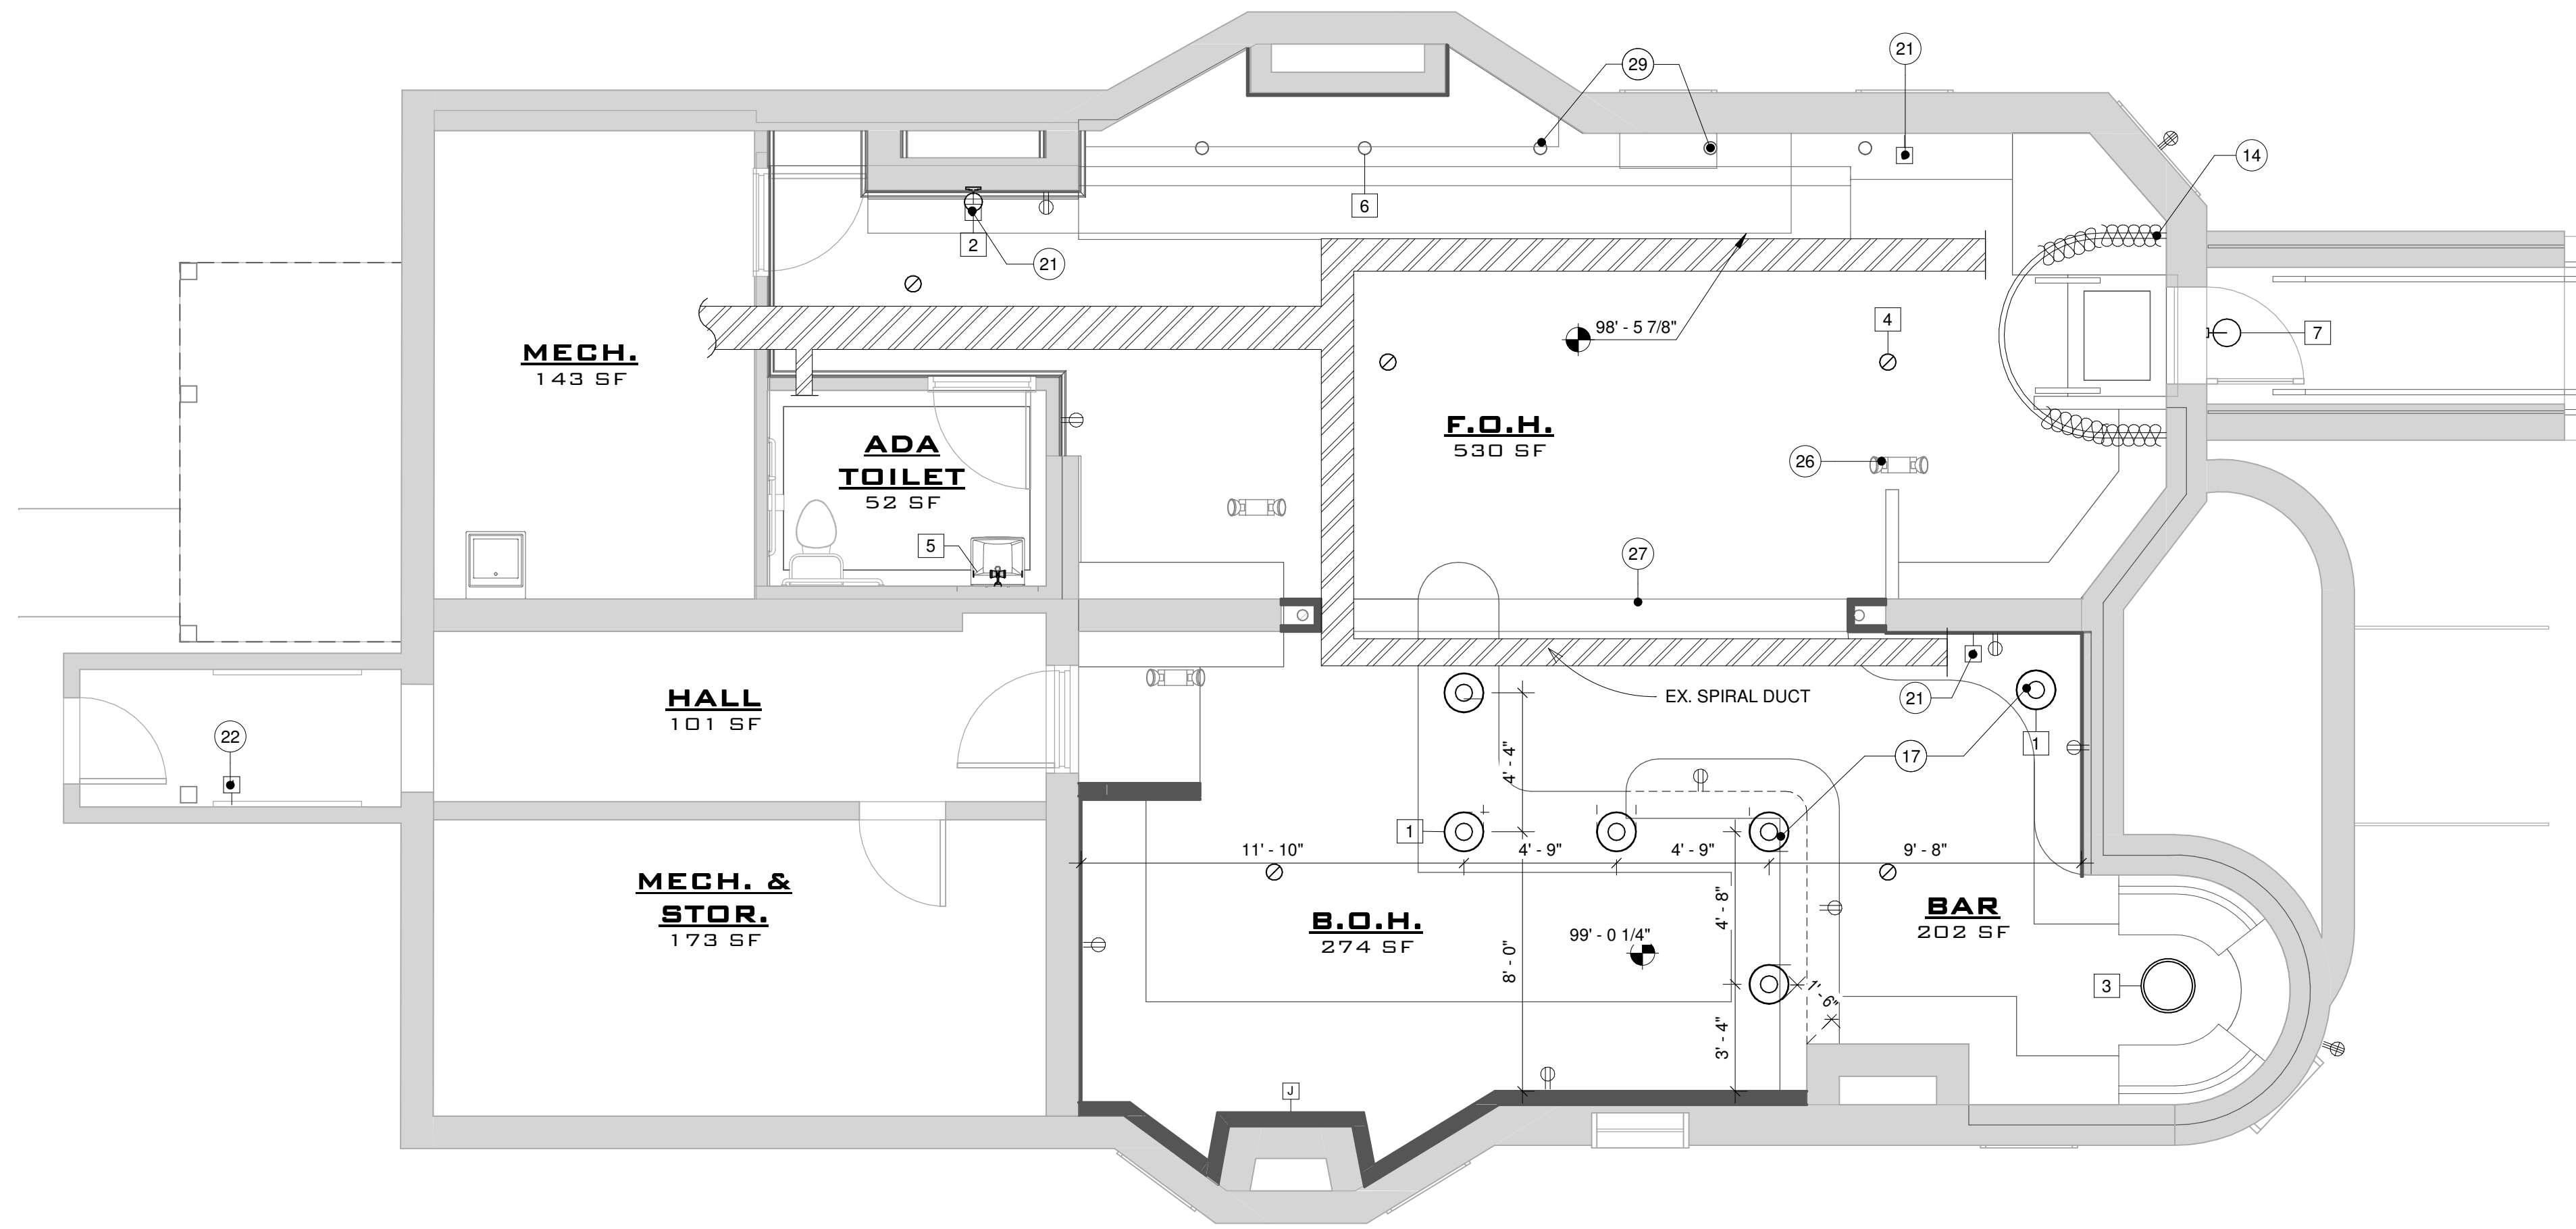 21
29
14
6
2
21
4
7
98' - 5 7/8"
MECH.
143 SF
F.O.H.
530 SF
ADA
TOILET
52 SF
26
5
27
HALL
101 SF
EX. SPIRAL DUCT
21
22
1
17
4' - 4"
1
11' - 10"
4' - 9"
4' - 9"
9' - 8"
MECH. &
STOR.
173 SF
B.O.H.
274 SF
4' - 8"
BAR
202 SF
99' - 0 1/4"
8' - 0"
3
1' - 6"
3' - 4"
J